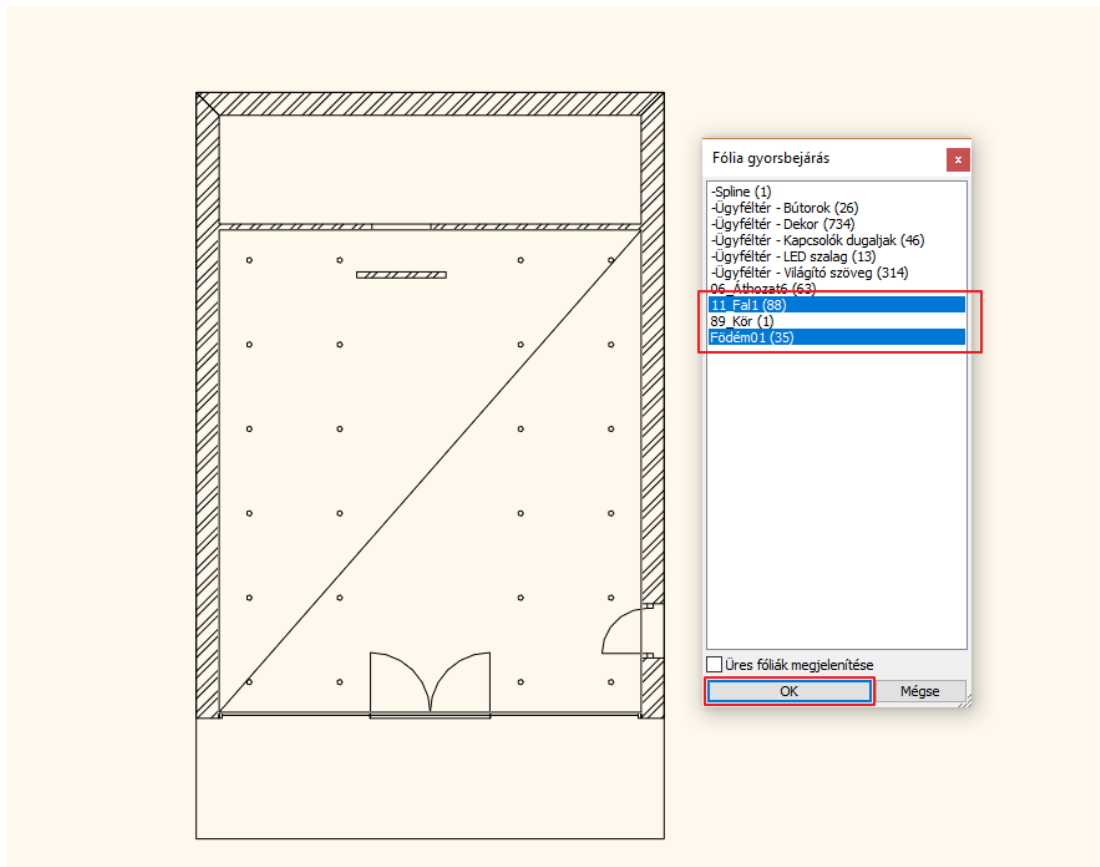 Fólia gyorsbejárás
x
-Spline (1)
-Ügyféltér - Bútorok (26)
-Ügyféltér - Dekor (734)
-Ügyféltér - Kapcsolók dugaljak (46)
-Ügyféltér - LED szalag (13)
-Ügyféltér - Világító szöveg (314)
06_Áthozat6 (63)
11_Fal1 (88)
89_Kör (1)
Födém01 (35)
Üres fóliák megjelenítése
OK
Mégse